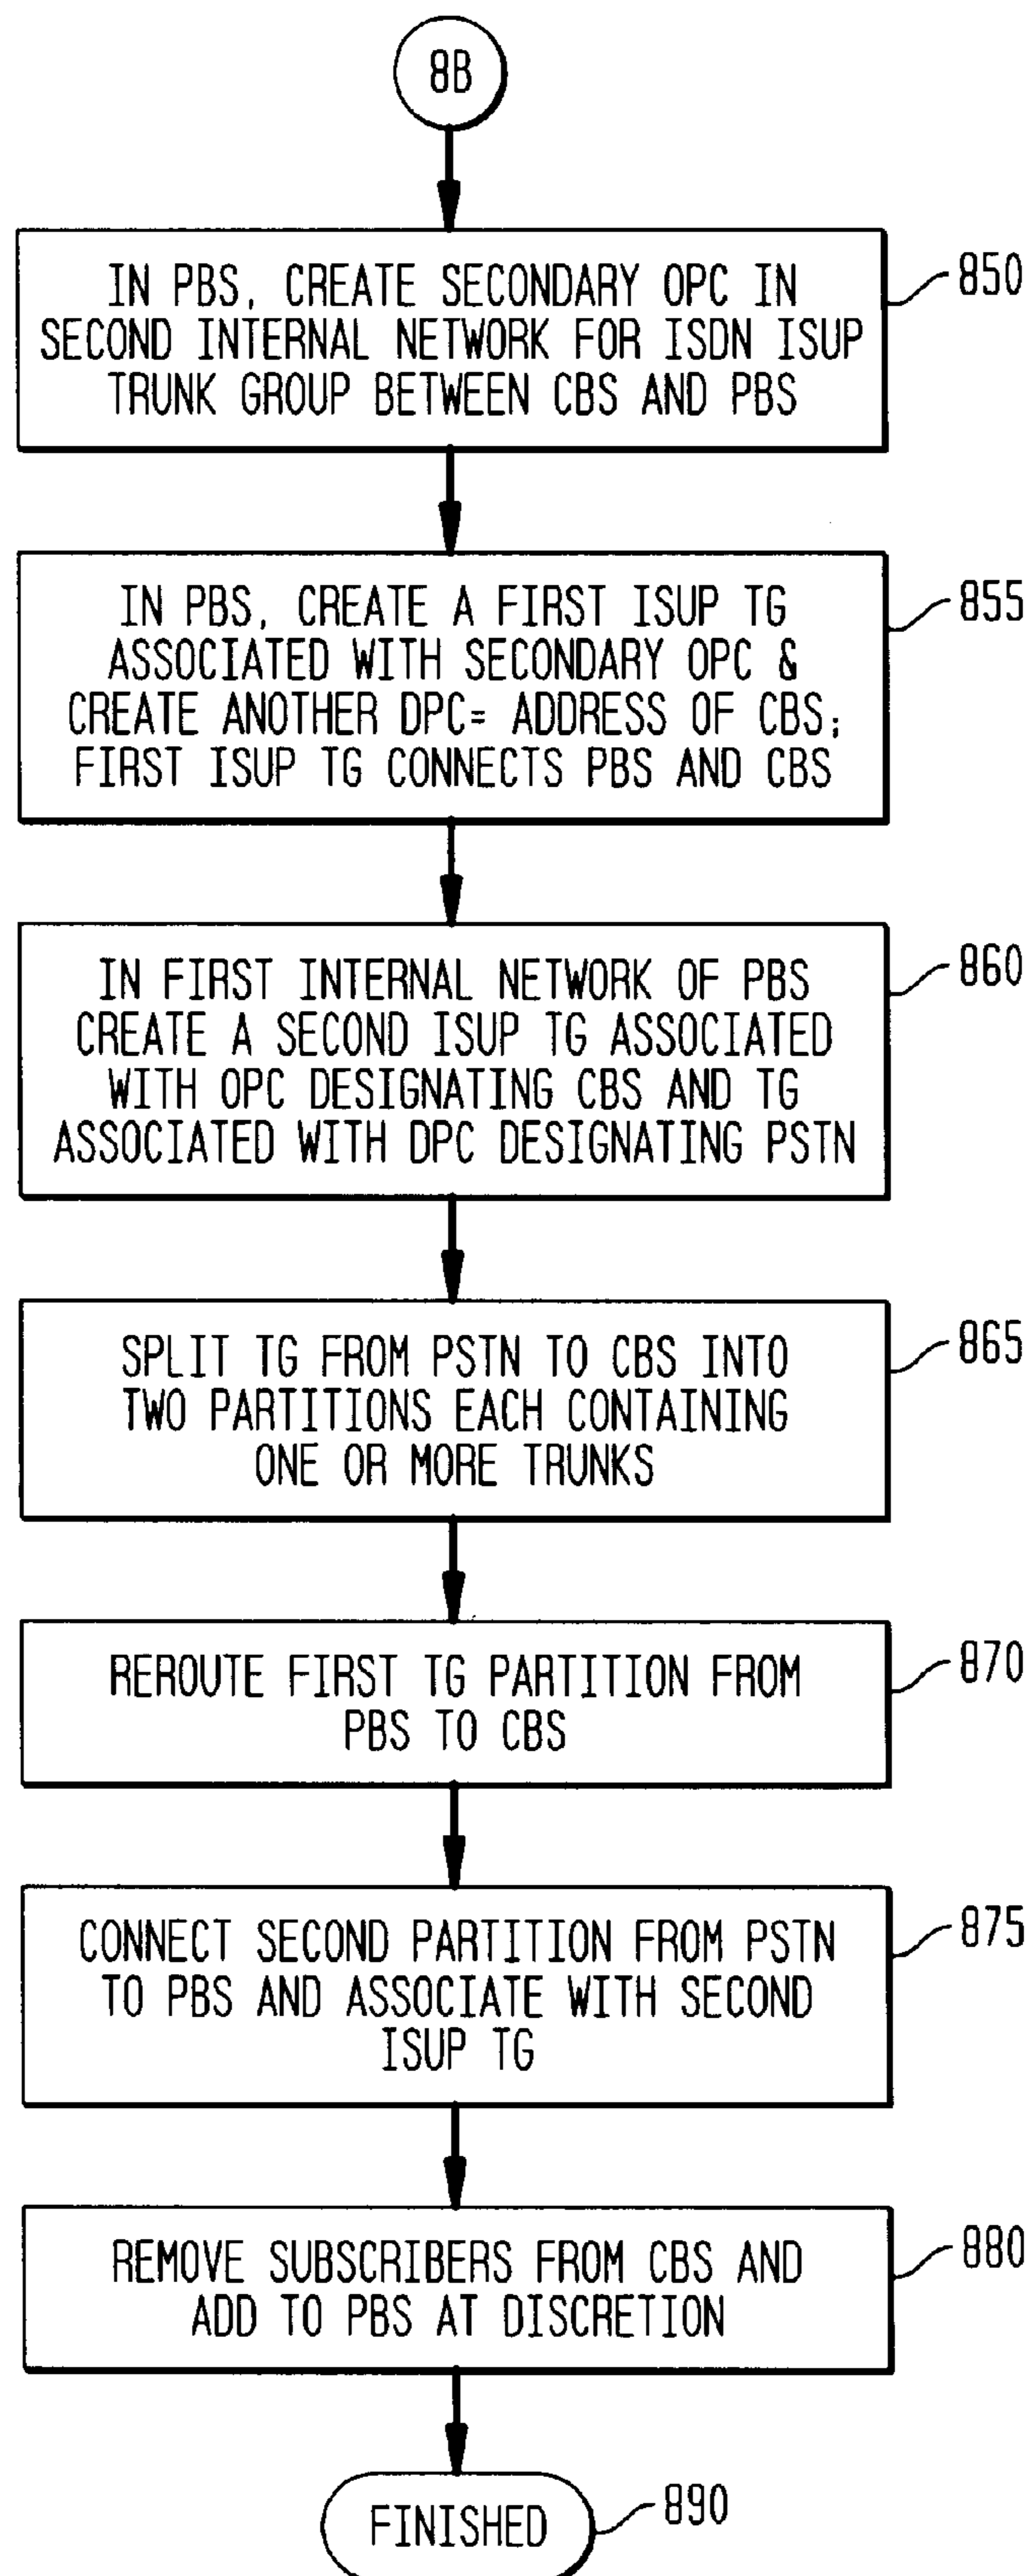 8B
IN PBS, CREATE SECONDARY OPC IN
SECOND INTERNAL NETWORK FOR ISDN ISUP
TRUNK GROUP BETWEEN CBS AND PBS
850
IN PBS, CREATE A FIRST ISUP TG
ASSOCIATED WITH SECONDARY OPC &
CREATE ANOTHER DPC= ADDRESS OF CBS;
FIRST ISUP TG CONNECTS PBS AND CBS
855
IN FIRST INTERNAL NETWORK OF PBS
CREATE A SECOND ISUP TG ASSOCIATED
WITH OPC DESIGNATING CBS AND TG
ASSOCIATED WITH DPC DESIGNATING PSTN
860
SPLIT TG FROM PSTN TO CBS INTO
TWO PARTITIONS EACH CONTAINING
ONE OR MORE TRUNKS
865
REROUTE FIRST TG PARTITION FROM
PBS TO CBS
870
CONNECT SECOND PARTITION FROM PSTN
TO PBS AND ASSOCIATE WITH SECOND
ISUP TG
875
REMOVE SUBSCRIBERS FROM CBS AND
ADD TO PBS AT DISCRETION
880
FINISHED
890